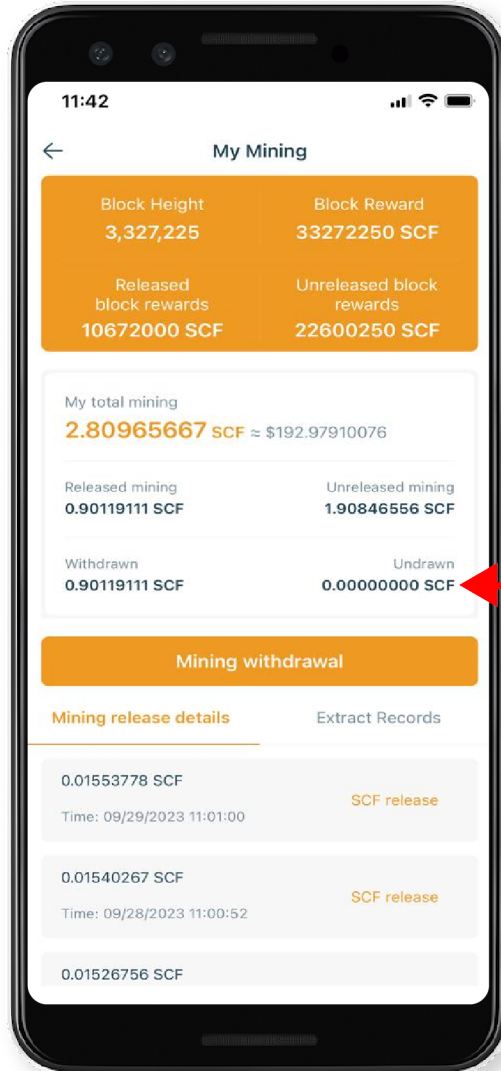 11:42
My Mining
Block Height
3,327,225
Block Reward
33272250 SCF
Released
block rewards
10672000 SCF
Unreleased block
rewards
22600250 SCF
My total mining
2.80965667 SCF ≈ $192.97910076
Released mining
0.90119111 SCF
Unreleased mining
1.90846556 SCF
Withdrawn
0.90119111 SCF
Undrawn
0.00000000 SCF
Mining withdrawal
Mining release details
Extract Records
0.01553778 SCF
Time: 09/29/2023 11:01:00
SCF release
0.01540267 SCF
Time: 09/28/2023 11:00:52
SCF release
0.01526756 SCF